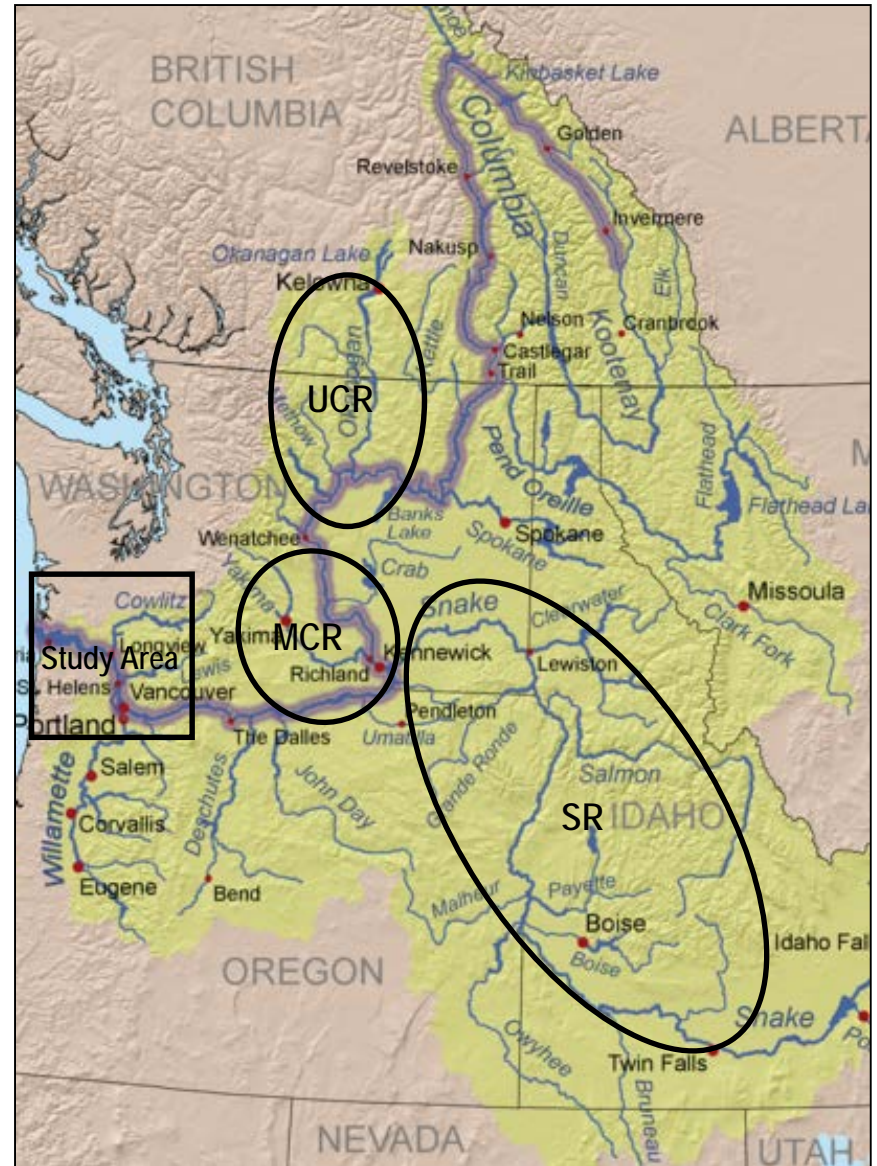 BRITISH
COLUMBIA
Kinbasket Lake
Columbia
Golden
ALBERTA
Revelstoke
Invermere
Okanagan Lake
Nakusp
Duncan
Elk
Kelowna
Nelson
Kootenay
Cranbrook
Kettle
Castlegar
Trail
UCR
Okanogan
Methow
Pend Oreille
Flathead
M
WASHINGTON
Flathead La
Banks
Lake
Spokane
Spokane
Wenatchee
Crab
Yakima
Snake
Clearwater
Missoula
Cowlitz
Clark Fork
Yakima
MCR
Longview
Study Area
Lewis
Richland
Kennewick
Lewiston
St. Helens
Vancouver
Portland
Pendleton
The Dalles
Umatilla
Grande Ronde
Salem
Deschutes
John Day
Salmon
SR
IDAHO
Willamette
Corvallis
Eugene
Bend
Malheur
Payette
Boise
Boise
Idaho Fal
OREGON
Snake
Po
Owyhee
Twin Falls
Bruneau
NEVADA
UTAH